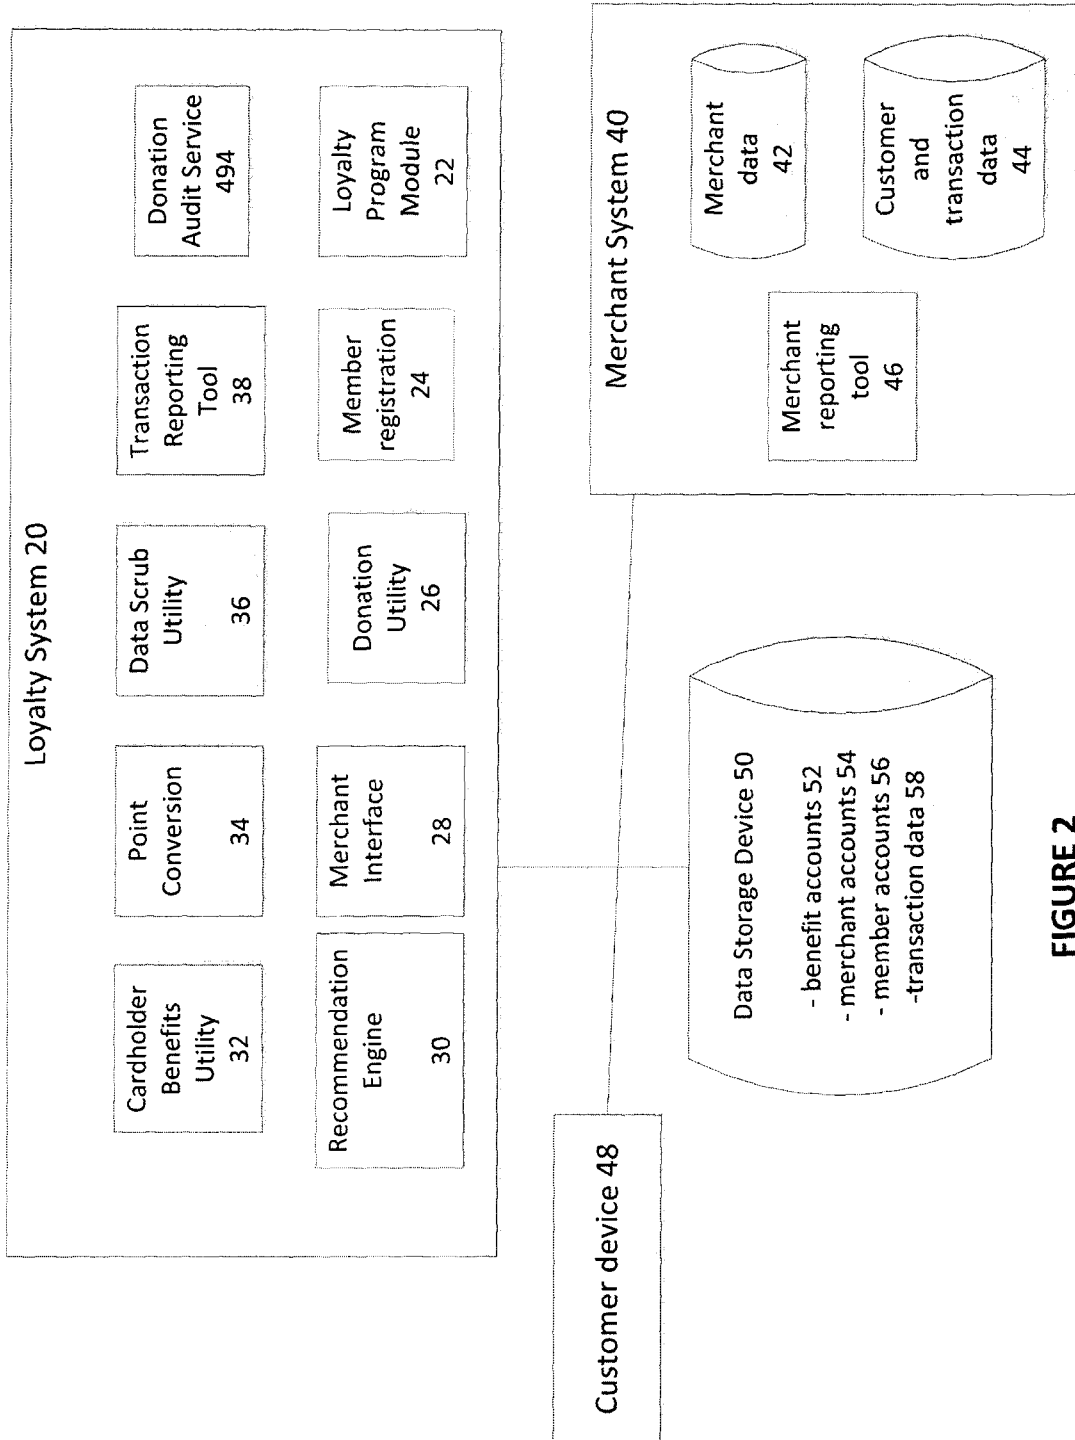 Loyalty System 20
Cardholder
Benefits
Utility
32
Point
Conversion
34
Data Scrub
Utility
36
Transaction
Reporting
Tool
38
Donation
Audit Service
494
Recommendation
Engine
30
Merchant
Interface
28
Donation
Utility
26
Member
registration
24
Loyalty
Program
Module
22
Customer device 48
Data Storage Device 50
- benefit accounts 52
- merchant accounts 54
- member accounts 56
-transaction data 58
Merchant System 40
Merchant
reporting
tool
46
Merchant
data
42
Customer
and
transaction
data
44
FIGURE 2